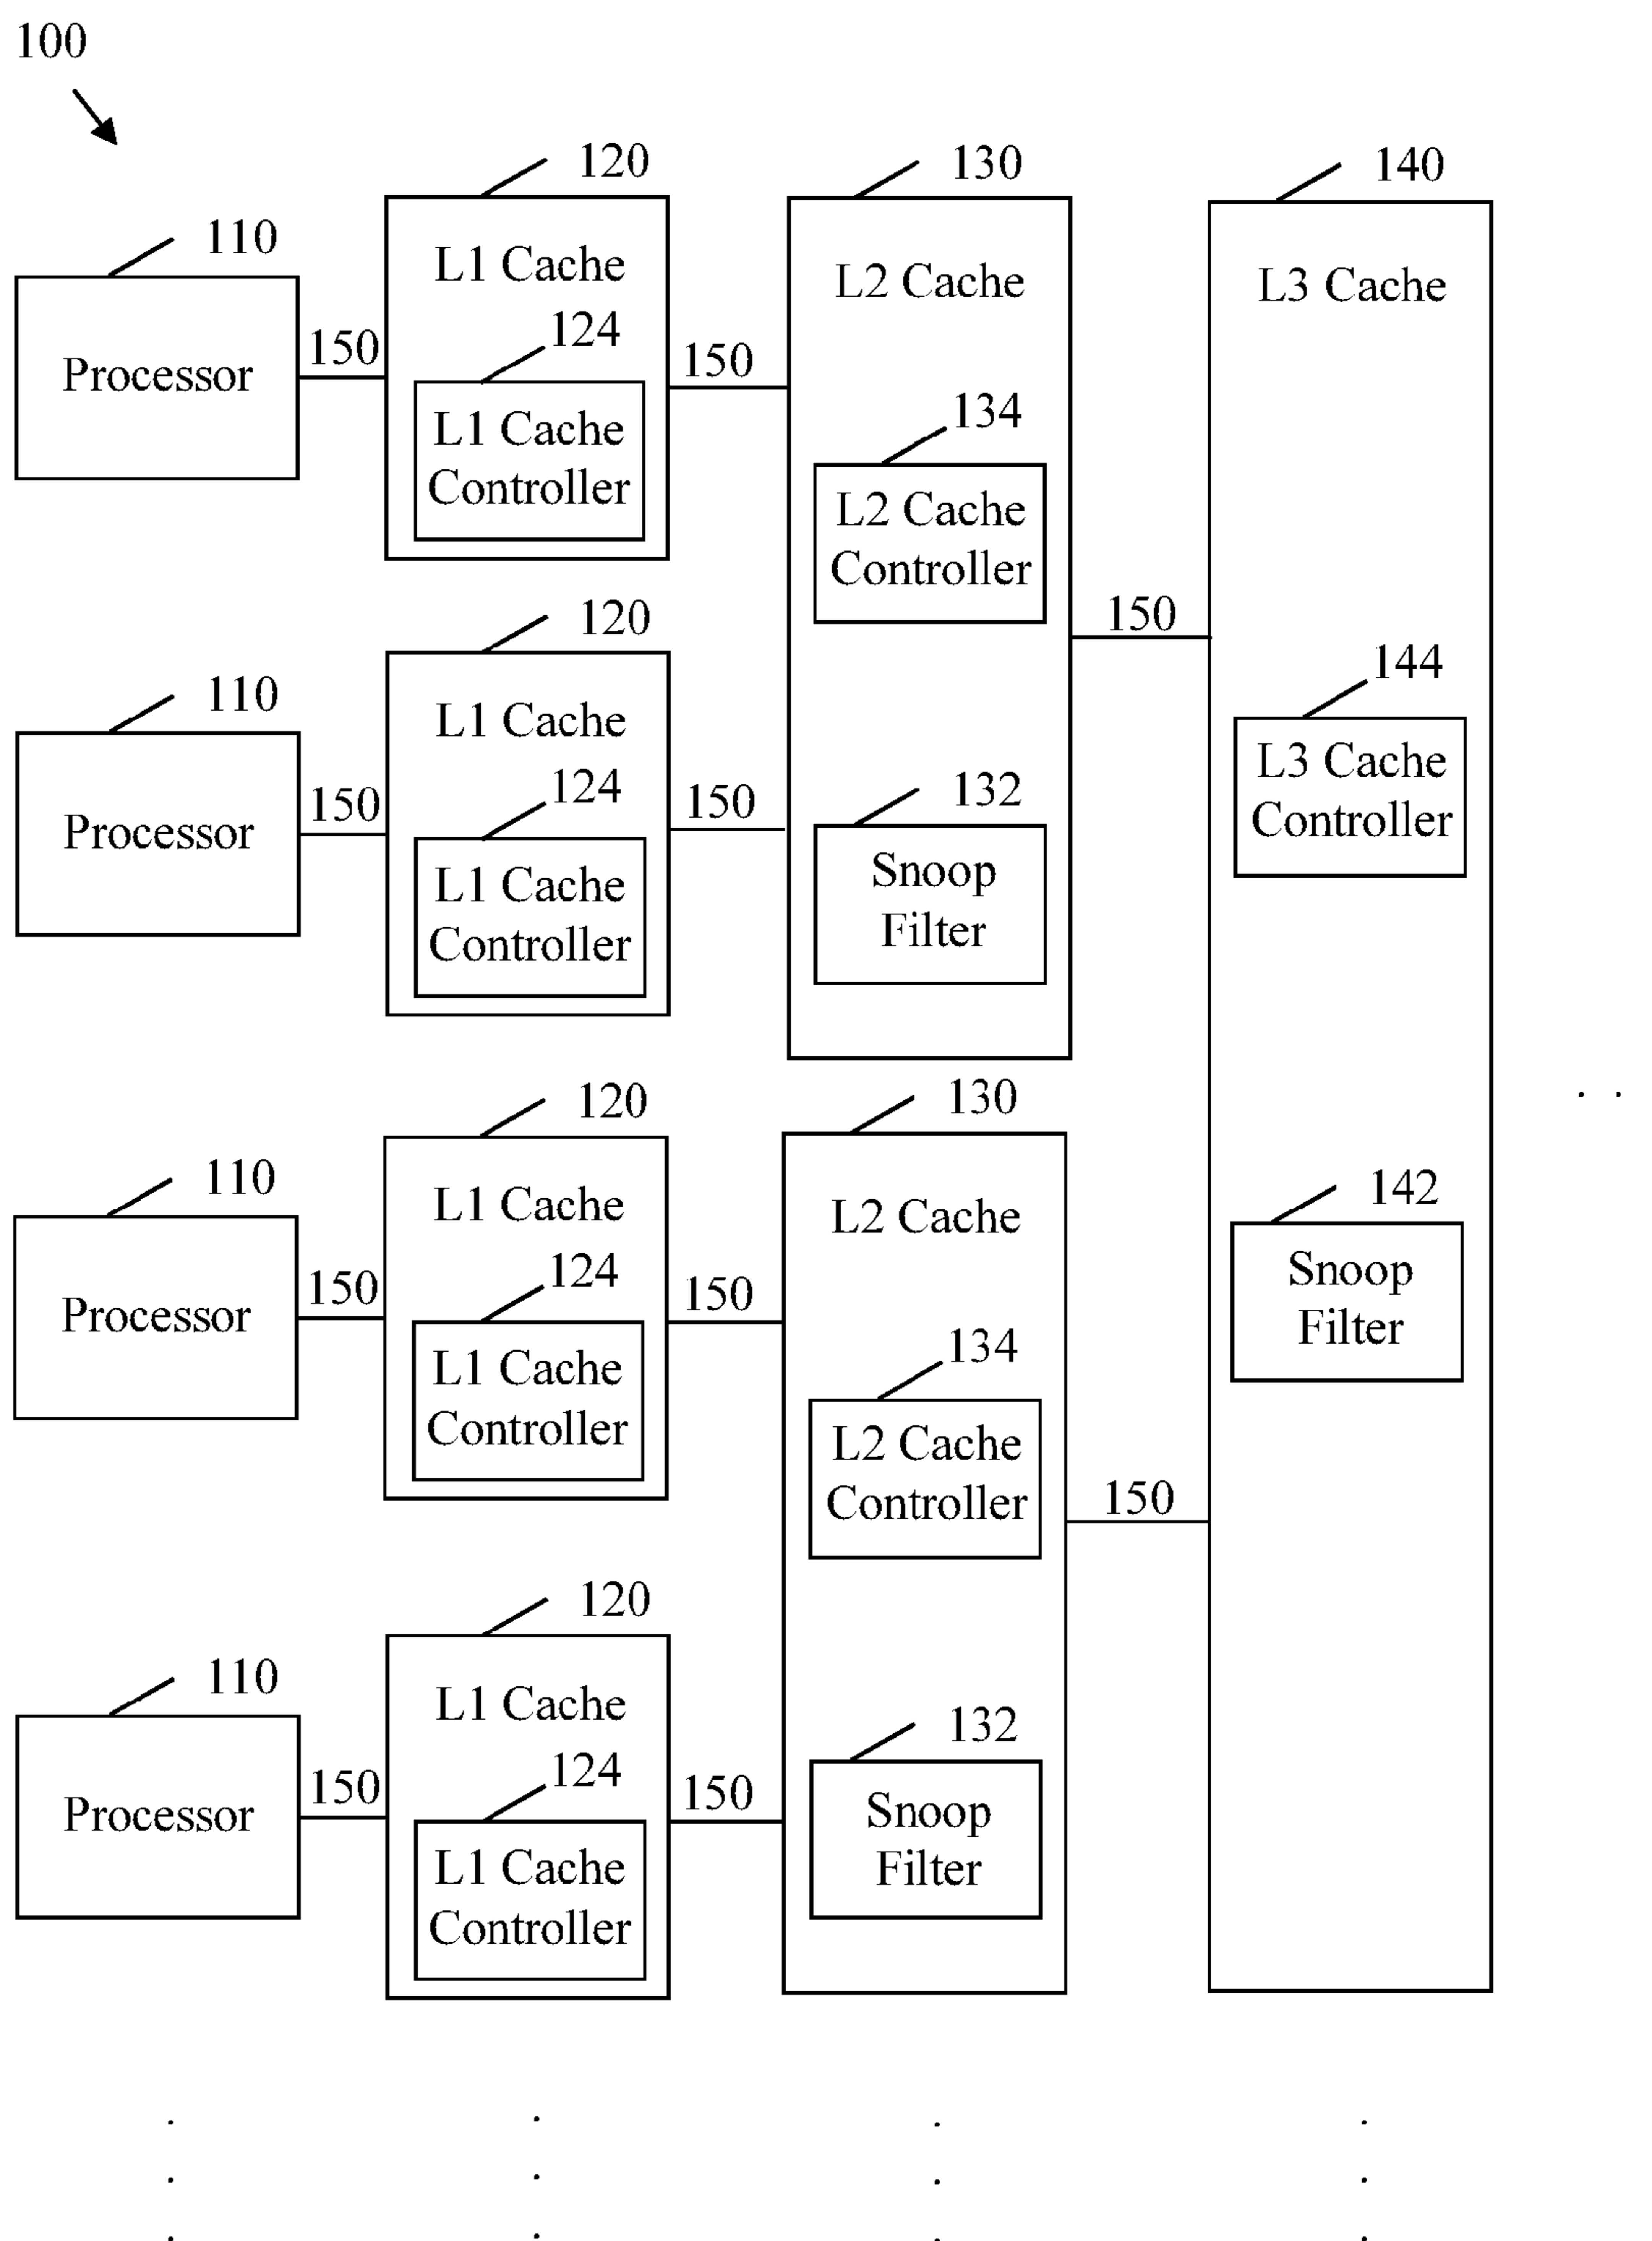 100
120
130
140
110
L1 Cache
L2 Cache
L3 Cache
124
150
150
Processor
134
L1 Cache
Controller
L2 Cache
Controller
120
150
144
110
L1 Cache
L3 Cache
Controller
124
132
150
150
Processor
Snoop
Filter
L1 Cache
Controller
120
130
110
L1 Cache
L2 Cache
142
124
150
150
Snoop
Filter
Processor
134
L1 Cache
Controller
L2 Cache
Controller
150
120
110
L1 Cache
132
124
150
150
Processor
Snoop
Filter
L1 Cache
Controller